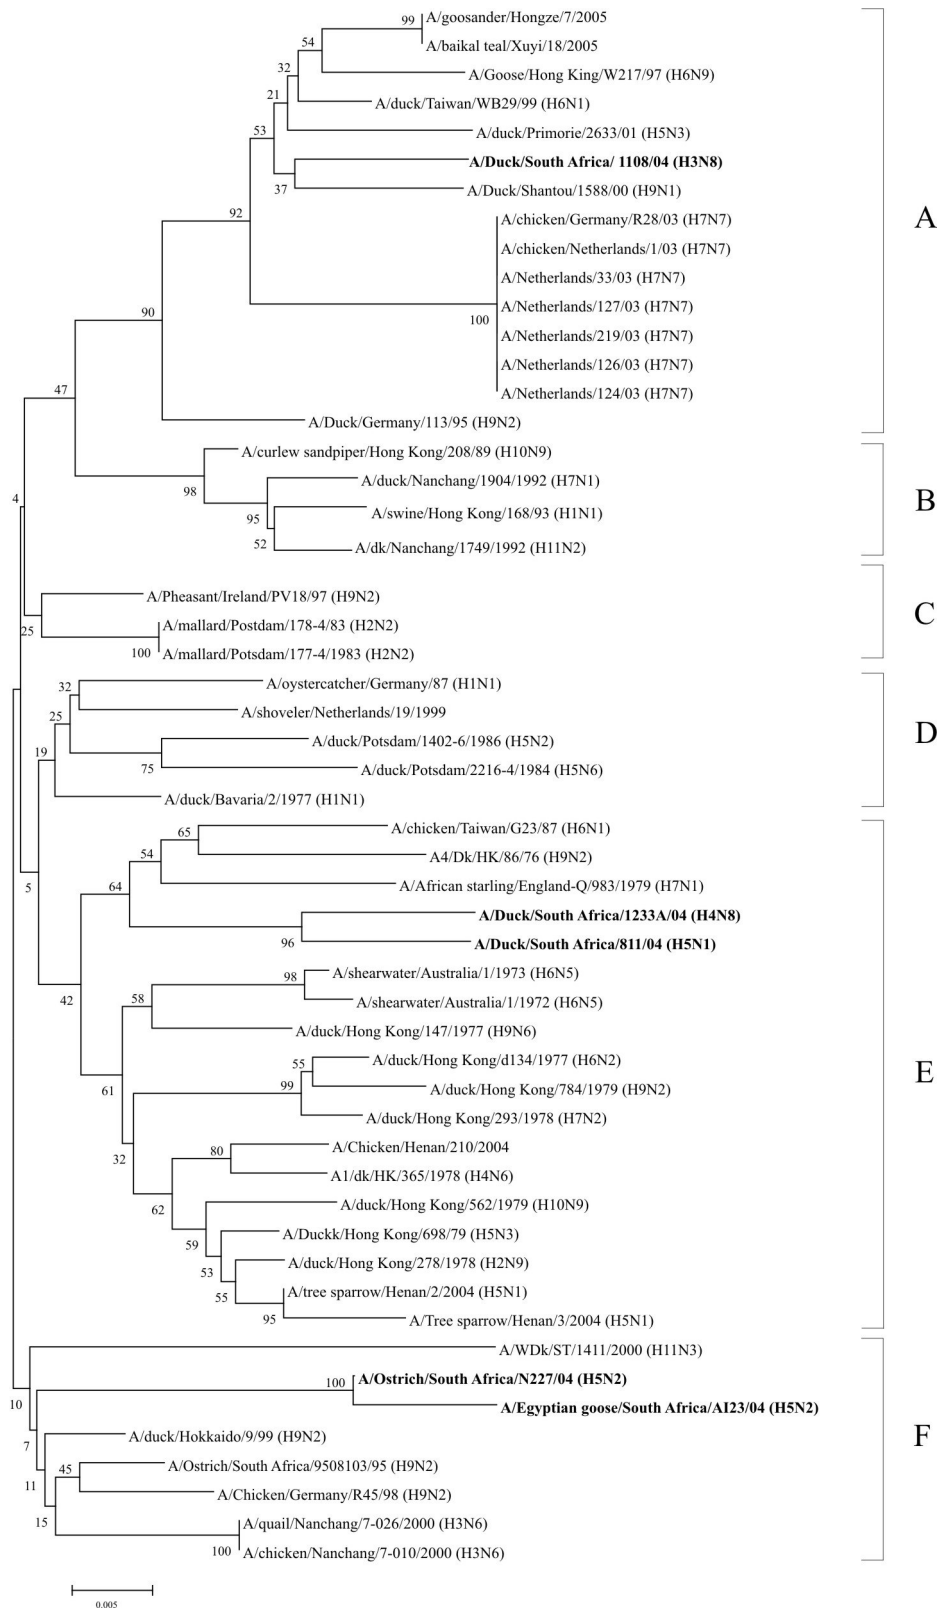 99
A/goosander/Hongze/7/2005
A/baikal teal/Xuyi/18/2005
54
A/Goose/Hong King/W217/97 (H6N9)
32
A/duck/Taiwan/WB29/99 (H6N1)
21
A/duck/Primorie/2633/01 (H5N3)
53
A/Duck/South Africa/ 1108/04 (H3N8)
37
A/Duck/Shantou/1588/00 (H9N1)
92
A/chicken/Germany/R28/03 (H7N7)
A
A/chicken/Netherlands/1/03 (H7N7)
A/Netherlands/33/03 (H7N7)
A/Netherlands/127/03 (H7N7)
90
100
A/Netherlands/219/03 (H7N7)
A/Netherlands/126/03 (H7N7)
A/Netherlands/124/03 (H7N7)
47
A/Duck/Germany/113/95 (H9N2)
A/curlew sandpiper/Hong Kong/208/89 (H10N9)
98
A/duck/Nanchang/1904/1992 (H7N1)
4
B
95
A/swine/Hong Kong/168/93 (H1N1)
52
A/dk/Nanchang/1749/1992 (H11N2)
A/Pheasant/Ireland/PV18/97 (H9N2)
C
25
A/mallard/Postdam/178-4/83 (H2N2)
100
A/mallard/Potsdam/177-4/1983 (H2N2)
32
A/oystercatcher/Germany/87 (H1N1)
25
A/shoveler/Netherlands/19/1999
D
19
A/duck/Potsdam/1402-6/1986 (H5N2)
75
A/duck/Potsdam/2216-4/1984 (H5N6)
A/duck/Bavaria/2/1977 (H1N1)
65
A/chicken/Taiwan/G23/87 (H6N1)
54
A4/Dk/HK/86/76 (H9N2)
5
64
A/African starling/England-Q/983/1979 (H7N1)
A/Duck/South Africa/1233A/04 (H4N8)
96
A/Duck/South Africa/811/04 (H5N1)
98
A/shearwater/Australia/1/1973 (H6N5)
42
58
A/shearwater/Australia/1/1972 (H6N5)
A/duck/Hong Kong/147/1977 (H9N6)
55
A/duck/Hong Kong/d134/1977 (H6N2)
E
61
99
A/duck/Hong Kong/784/1979 (H9N2)
A/duck/Hong Kong/293/1978 (H7N2)
32
80
A/Chicken/Henan/210/2004
A1/dk/HK/365/1978 (H4N6)
62
A/duck/Hong Kong/562/1979 (H10N9)
59
A/Duckk/Hong Kong/698/79 (H5N3)
53
A/duck/Hong Kong/278/1978 (H2N9)
55
A/tree sparrow/Henan/2/2004 (H5N1)
95
A/Tree sparrow/Henan/3/2004 (H5N1)
A/WDk/ST/1411/2000 (H11N3)
10
100
A/Ostrich/South Africa/N227/04 (H5N2)
A/Egyptian goose/South Africa/AI23/04 (H5N2)
7
A/duck/Hokkaido/9/99 (H9N2)
F
11
45
A/Ostrich/South Africa/9508103/95 (H9N2)
A/Chicken/Germany/R45/98 (H9N2)
15
A/quail/Nanchang/7-026/2000 (H3N6)
100
A/chicken/Nanchang/7-010/2000 (H3N6)
0.005